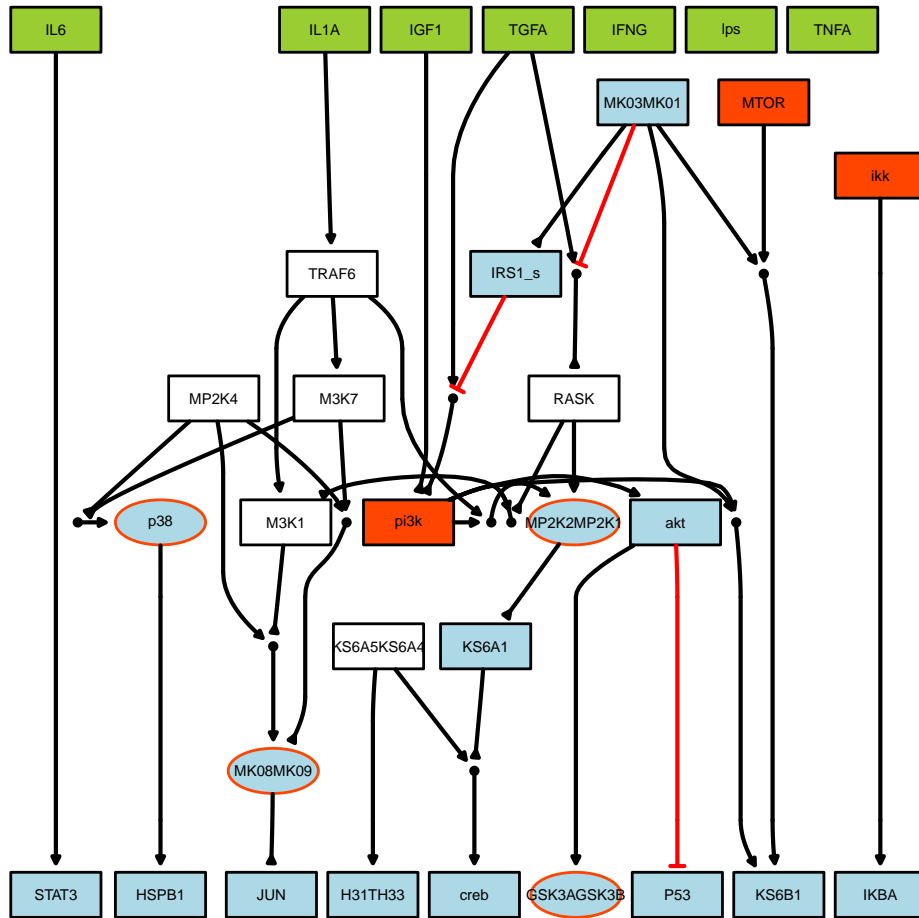 IL6
IL1A
IGF1
TGFA
IFNG
lps
TNFA
MK03MK01
MTOR
ikk
TRAF6
IRS1_s
MP2K4
M3K7
RASK
p38
M3K1
pi3k
MP2K2MP2K1
akt
KS6A5KS6A4
KS6A1
MK08MK09
STAT3
HSPB1
JUN
H31TH33
creb
GSK3AGSK3B
P53
KS6B1
IKBA